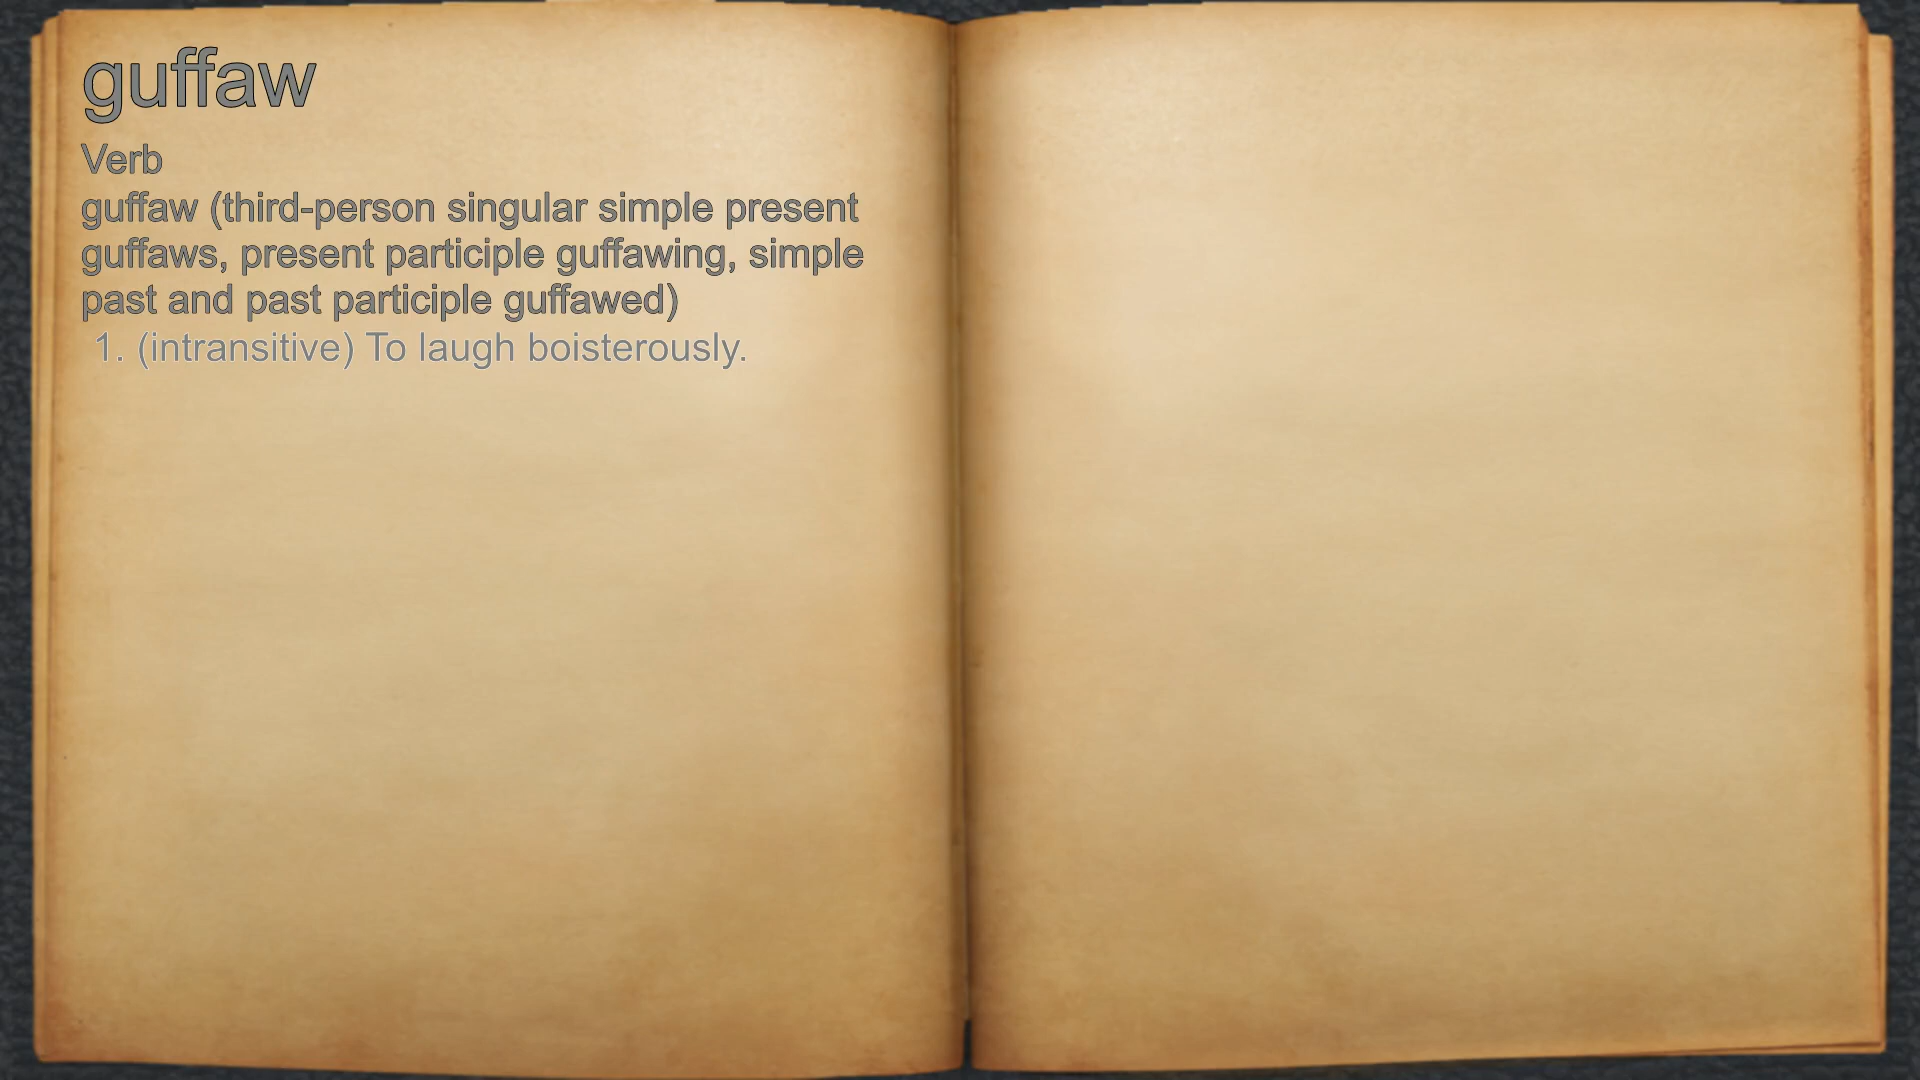 guffaw
Verb
guffaw (third-person singular simple present
guffaws, present participle guffawing, simple
past and past participle guffawed)
1. (intransitive) To laugh boisterously.